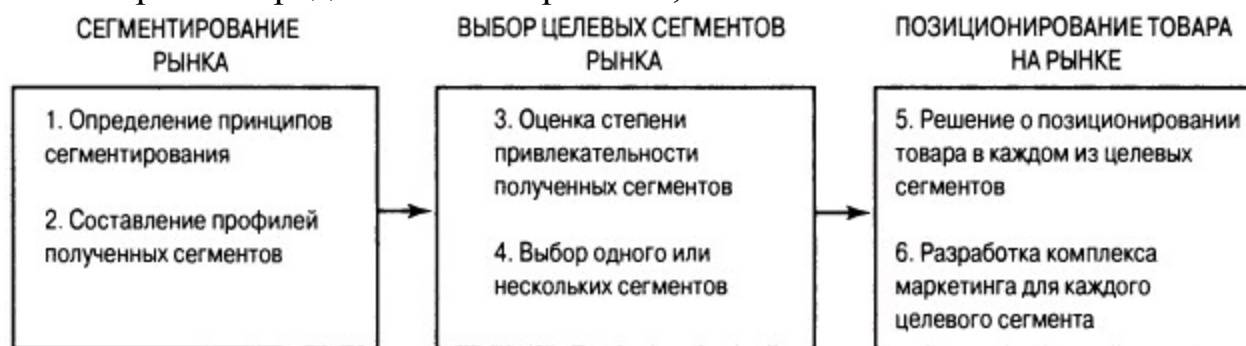 СЕГМЕНТИРОВАНИЕ
РЫНКА
1. Определение принципов
сегментирования
2. Составление профилей
полученных сегментов
ВЫБОР ЦЕЛЕВЫХ СЕГМЕНТОВ
РЫНКА
3. Оценка степени
привлекательности
полученных сегментов
4. Выбор одного или
нескольких сегментов
ПОЗИЦИОНИРОВАНИЕ ТОВАРА
НА РЫНКЕ
5. Решение о позиционировании
товара в каждом из целевых
сегментов
6. Разработка комплекса
маркетинга для каждого
целевого сегмента